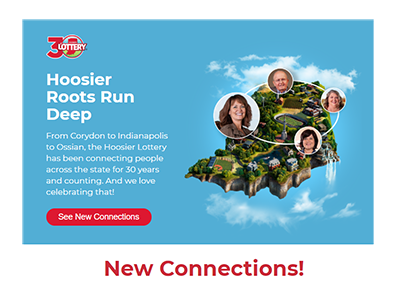 30
LOTTERY
Hoosier
Roots Run
Deep
From Corydon to Indianapolis
to Ossian, the Hoosier Lottery
has been connecting people
across the state for 30 years
and counting. And we love
celebrating that!
See New Connections
New Connections!